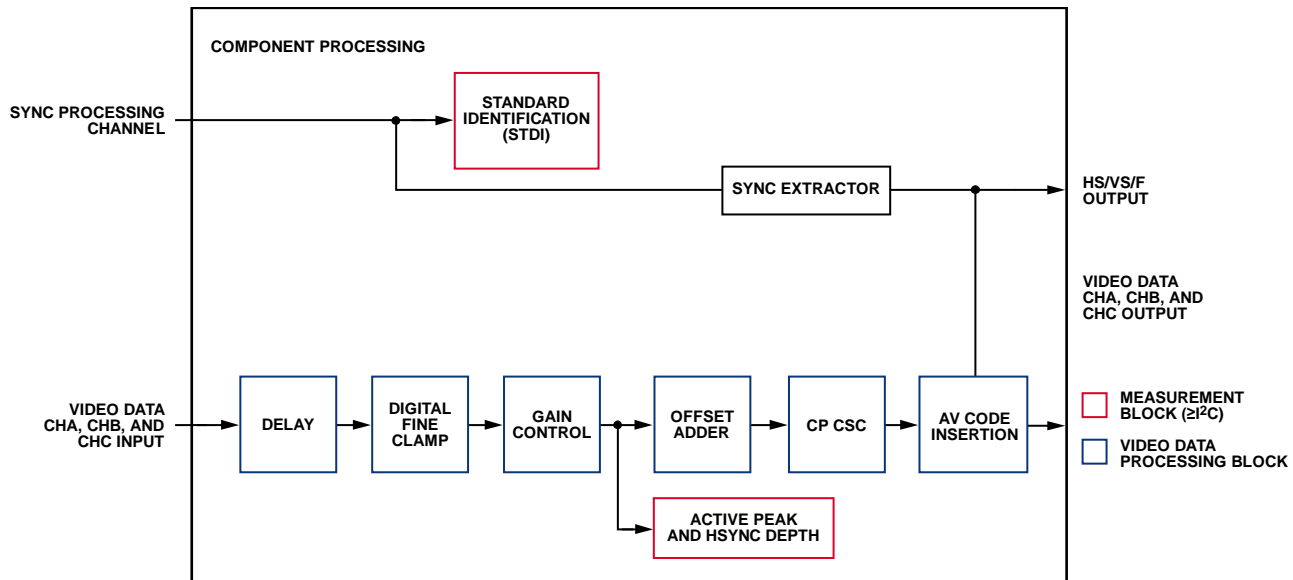 COMPONENT PROCESSING
SYNC PROCESSING
CHANNEL
STANDARD
IDENTIFICATION
(STDI)
SYNC EXTRACTOR
HS/VS/F
OUTPUT
VIDEO DATA
CHA, CHB, AND
CHC OUTPUT
VIDEO DATA
CHA, CHB, AND
CHC INPUT
DELAY
DIGITAL
FINE
CLAMP
GAIN
CONTROL
OFFSET
ADDER
CP CSC
AV CODE
INSERTION
MEASUREMENT
BLOCK (≥I²C)
VIDEO DATA
PROCESSING BLOCK
ACTIVE PEAK
AND HSYNC DEPTH